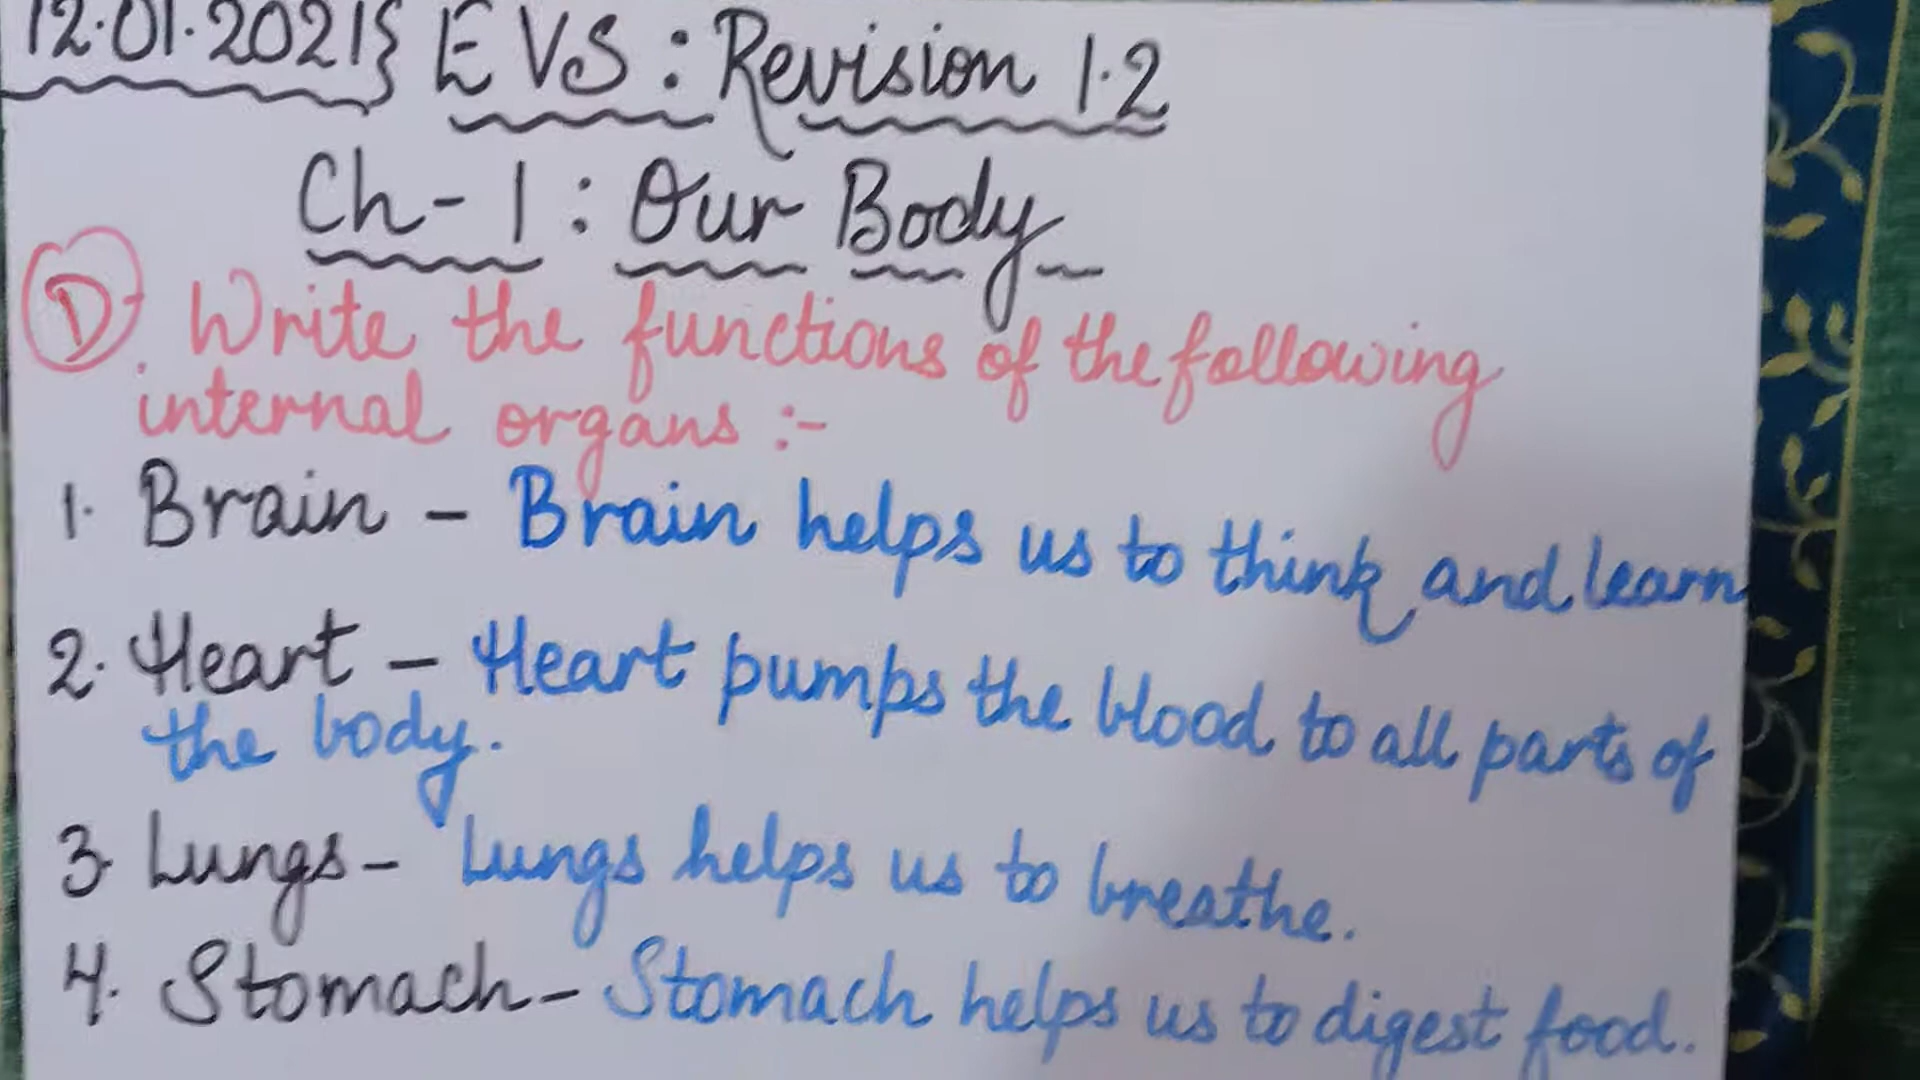 12.01.2021} EVS : Revision 1.2
Ch-1 : Our Body
D. Write the functions of the following
internal organs :-
1. Brain - Brain helps us to think and learn
2. Heart - Heart pumps the blood to all parts of
the body.
3. Lungs - Lungs helps us to breathe.
4. Stomach - Stomach helps us to digest food.